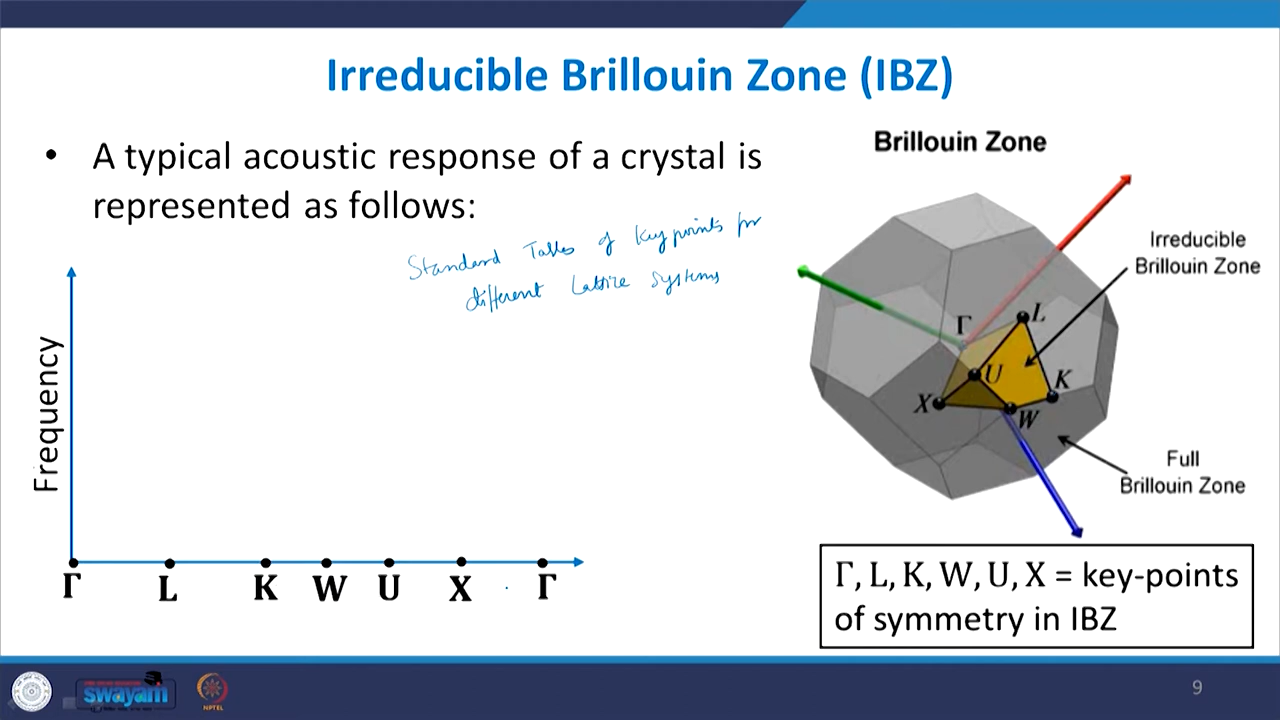 Irreducible Brillouin Zone (IBZ)
• A typical acoustic response of a crystal is
represented as follows:
Standard Tables of key points for
different Lattice Systems
Frequency
Γ L K W U X Γ
Brillouin Zone
Irreducible
Brillouin Zone
Γ
L
U
K
X
W
Full
Brillouin Zone
Γ, L, K, W, U, X = key-points
of symmetry in IBZ
swayam
NPTEL
9